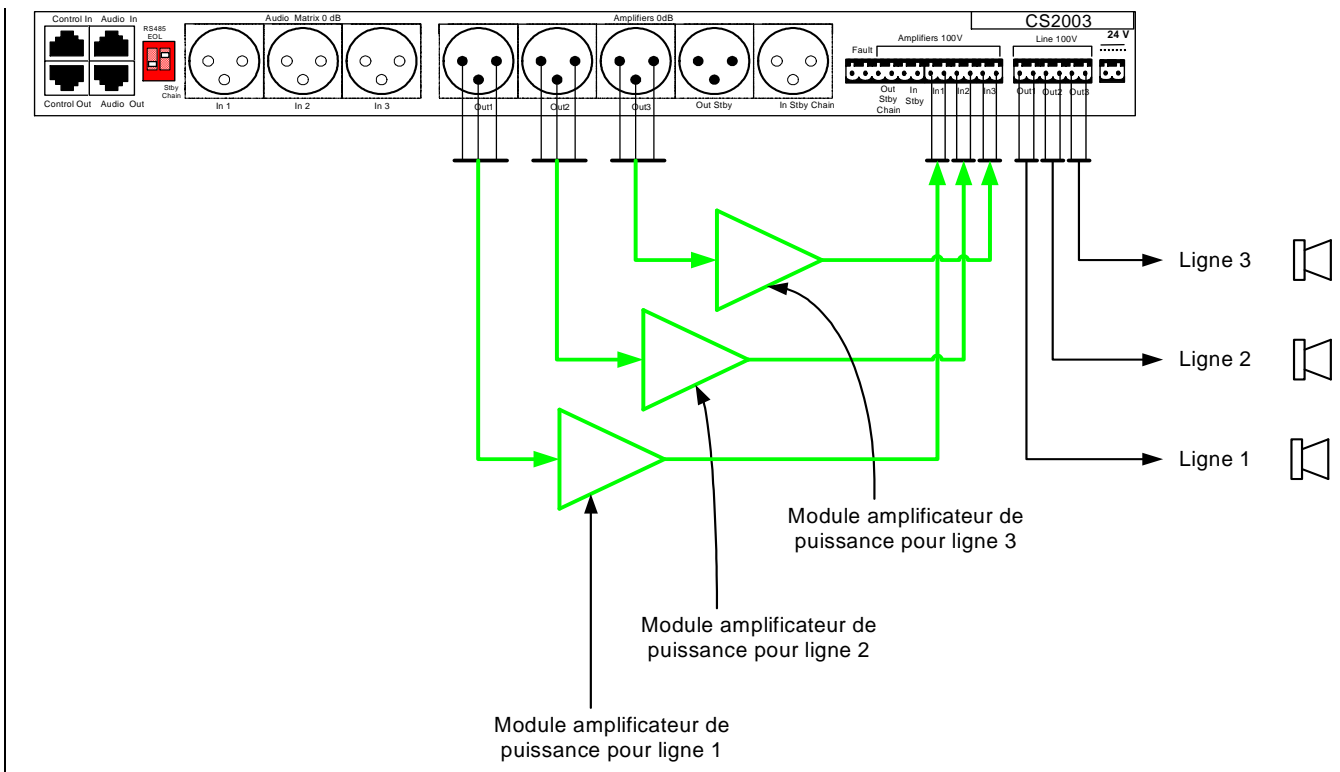 Control In Audio In
RS485
EOL
Audio Matrix 0 dB
Amplifiers 0dB
CS2003
24 V
Fault
Amplifiers 100V
Line 100V
Stby
Chain
Control Out Audio Out
In 1
In 2
In 3
Out1
Out2
Out3
Out Stby
In Stby Chain
Out
Stby
Chain
In
Stby
In1
In2
In3
Out1
Out2
Out3
Ligne 3
Ligne 2
Ligne 1
Module amplificateur de
puissance pour ligne 3
Module amplificateur de
puissance pour ligne 2
Module amplificateur de
puissance pour ligne 1